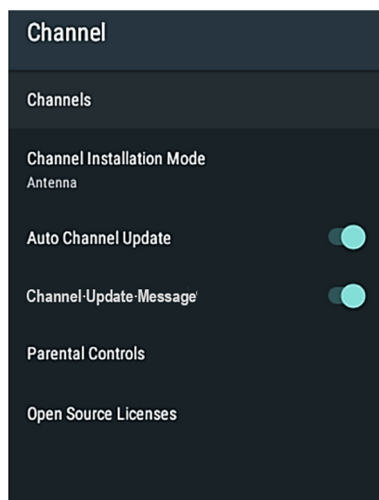 Channel
Channels
Channel Installation Mode
Antenna
Auto Channel Update
Channel·Update·Message'
Parental Controls
Open Source Licenses